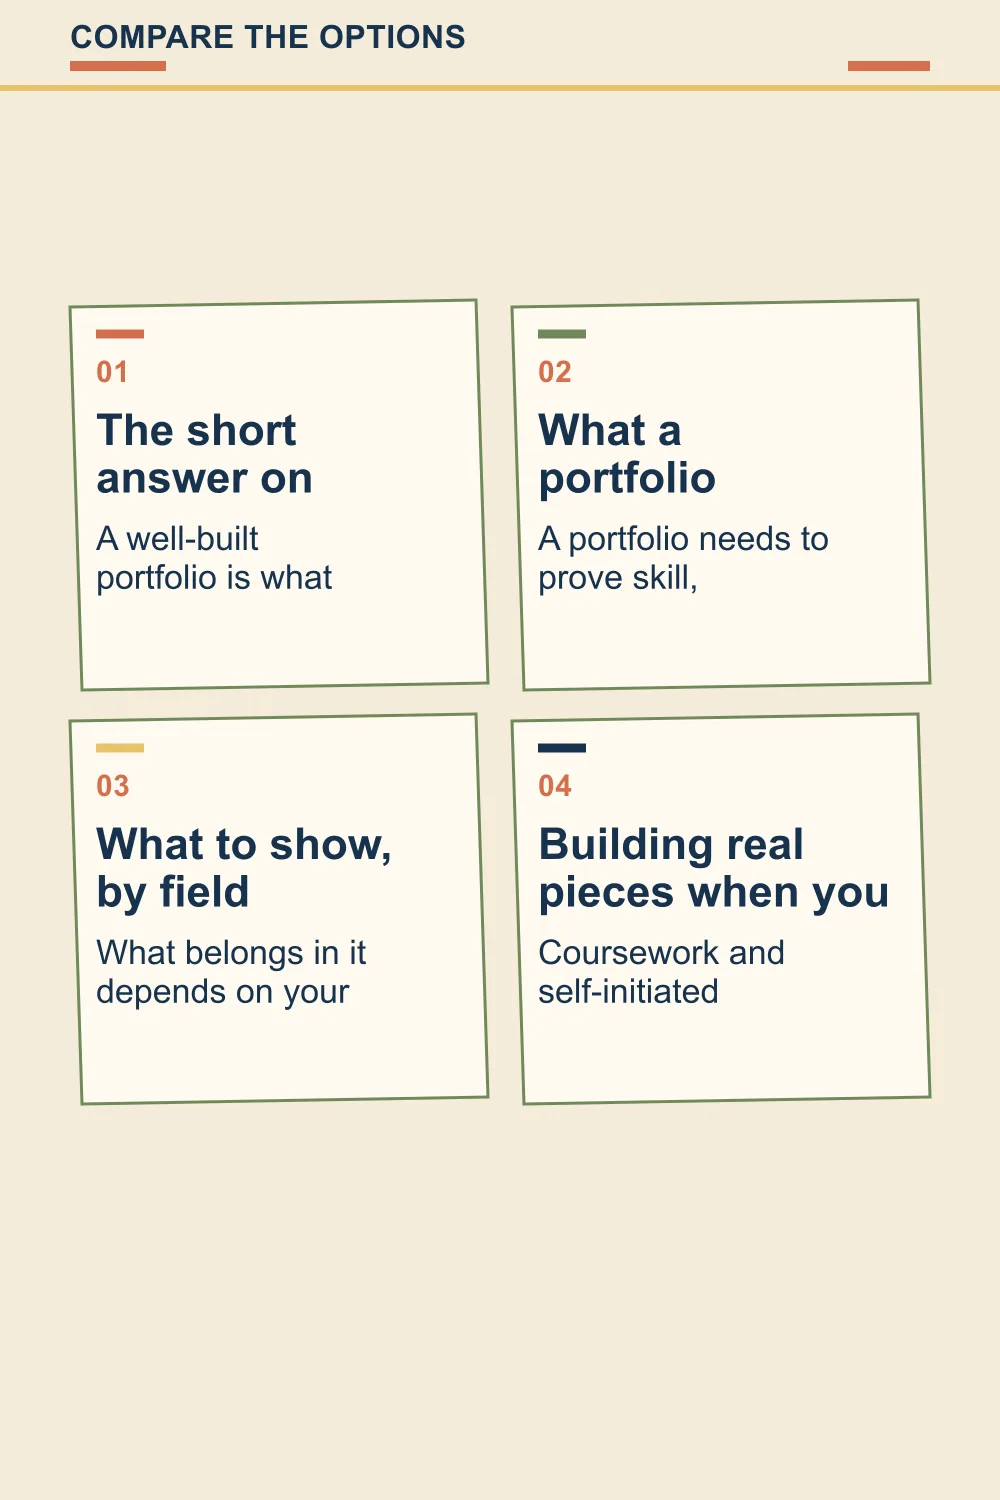 COMPARE THE OPTIONS
01
The short
answer on
A well-built
portfolio is what
02
What a
portfolio
A portfolio needs to
prove skill,
03
What to show,
by field
What belongs in it
depends on your
04
Building real
pieces when you
Coursework and
self-initiated